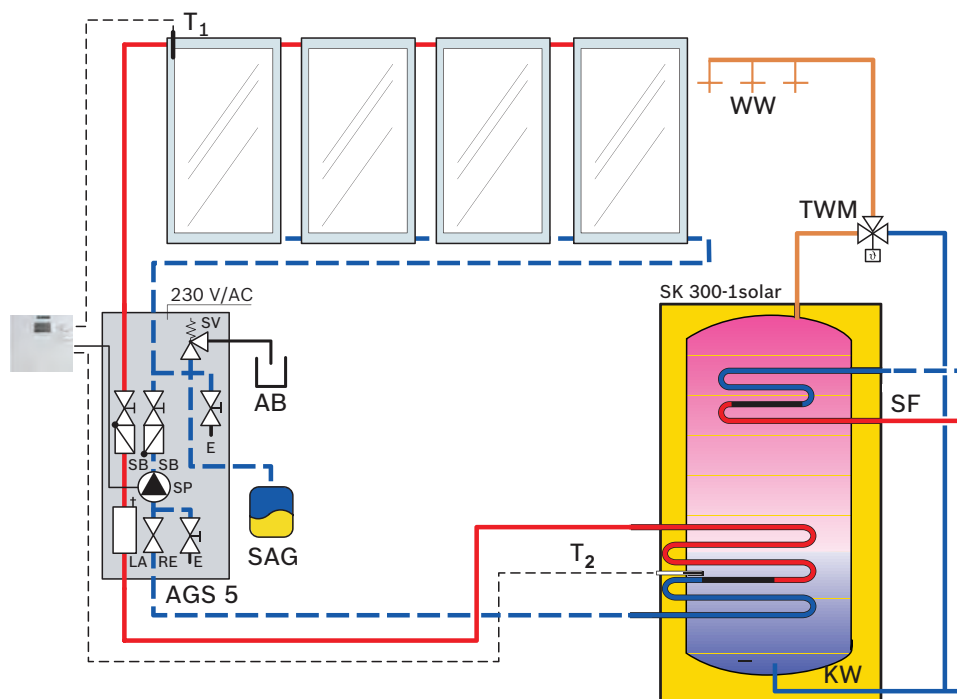 T1
WW
TWM
230 V/AC
SK 300-1solar
SV
AB
SF
E
SB SB
SP
t
SAG
T2
LA RE E
AGS 5
KW
ϑ